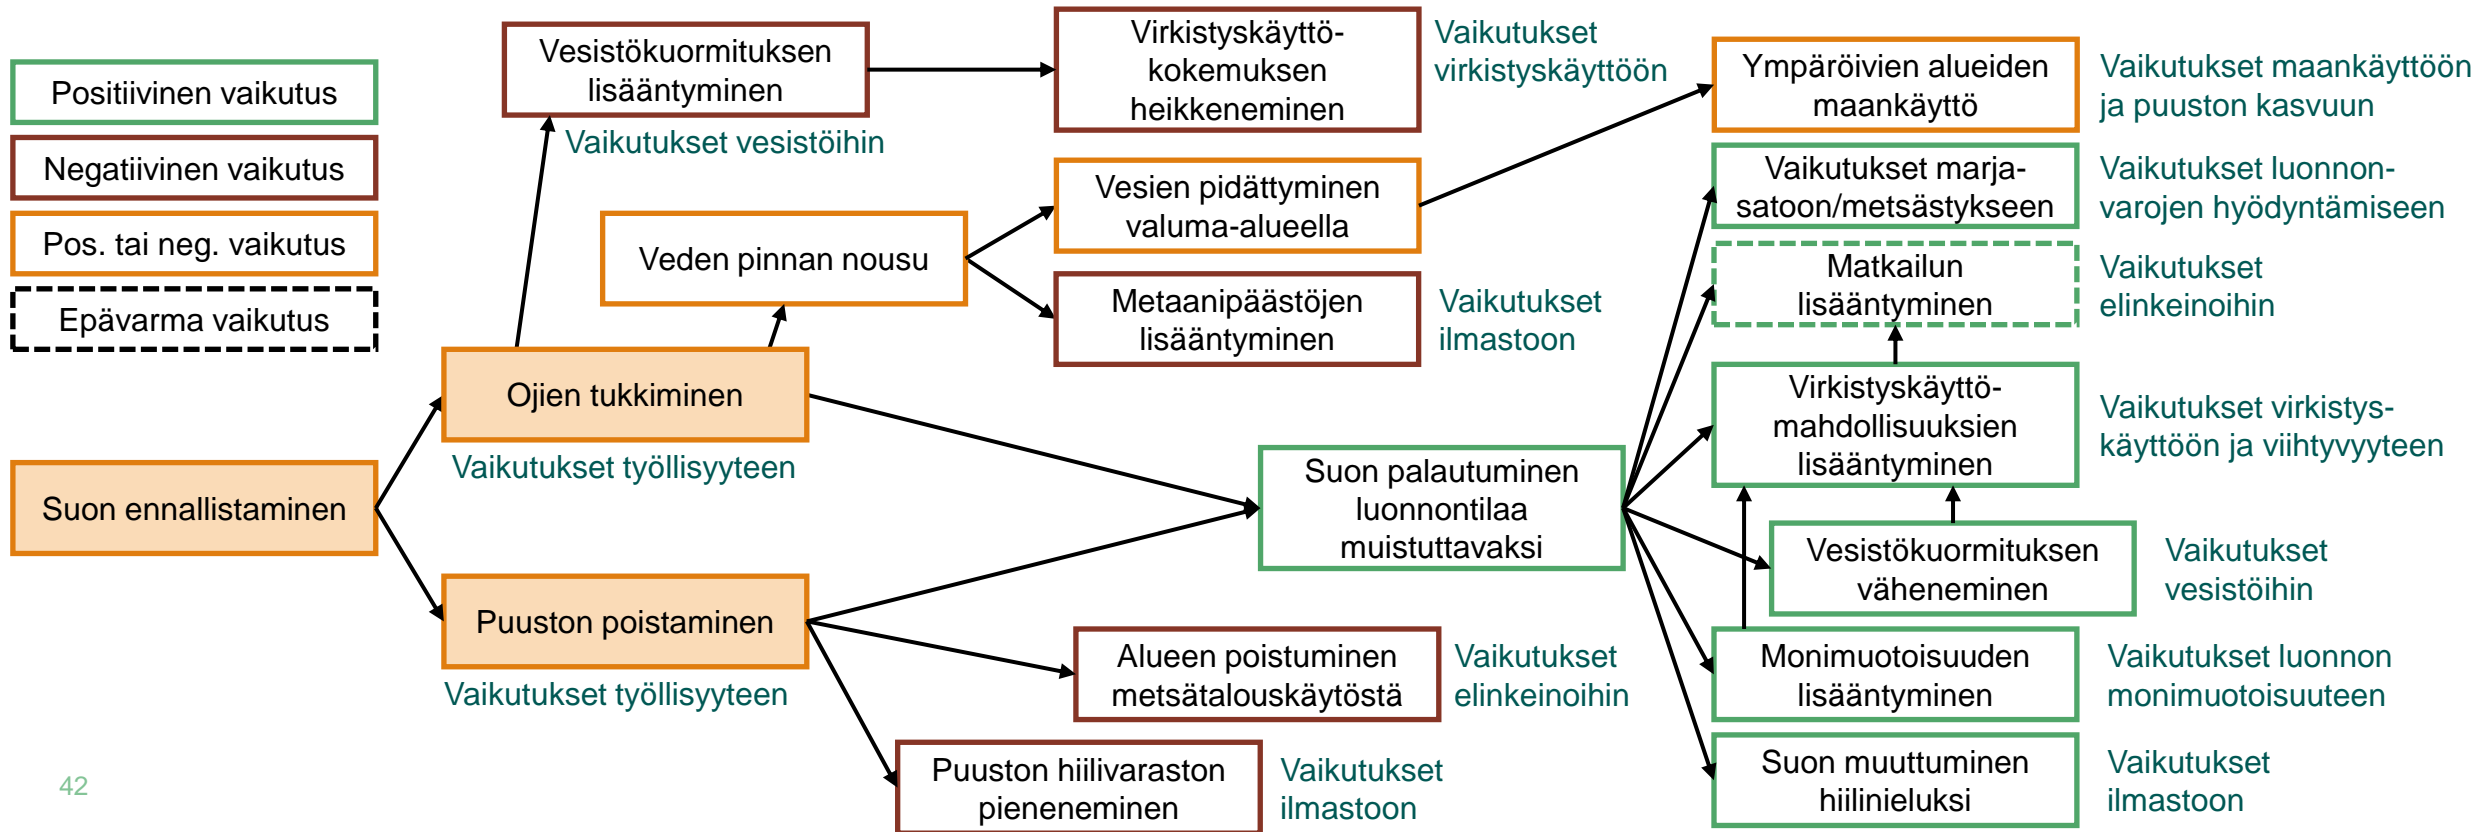 Positiivinen vaikutus
Negatiivinen vaikutus
Pos. tai neg. vaikutus
Epävarma vaikutus
Suon ennallistaminen
Vesistökuormituksen
lisääntyminen
Vaikutukset vesistöihin
Veden pinnan nousu
Ojien tukkiminen
Vaikutukset työllisyyteen
Puuston poistaminen
Vaikutukset työllisyyteen
Virkistyskäyttö-
kokemuksen
heikkeneminen
Vaikutukset
virkistyskäyttöön
Vesien pidättyminen
valuma-alueella
Metaanipäästöjen
lisääntyminen
Vaikutukset
ilmastoon
Suon palautuminen
luonnontilaa
muistuttavaksi
Alueen poistuminen
metsätalouskäytöstä
Vaikutukset
elinkeinoihin
Puuston hiilivaraston
pieneneminen
Vaikutukset
ilmastoon
Ympäröivien alueiden
maankäyttö
Vaikutukset maankäyttöön
ja puuston kasvuun
Vaikutukset marja-
satoon/metsästykseen
Vaikutukset luonnon-
varojen hyödyntämiseen
Matkailun
lisääntyminen
Vaikutukset
elinkeinoihin
Virkistyskäyttö-
mahdollisuuksien
lisääntyminen
Vaikutukset virkistys-
käyttöön ja viihtyvyyteen
Vesistökuormituksen
väheneminen
Vaikutukset
vesistöihin
Monimuotoisuuden
lisääntyminen
Vaikutukset luonnon
monimuotoisuuteen
Suon muuttuminen
hiilinieluksi
Vaikutukset
ilmastoon
42